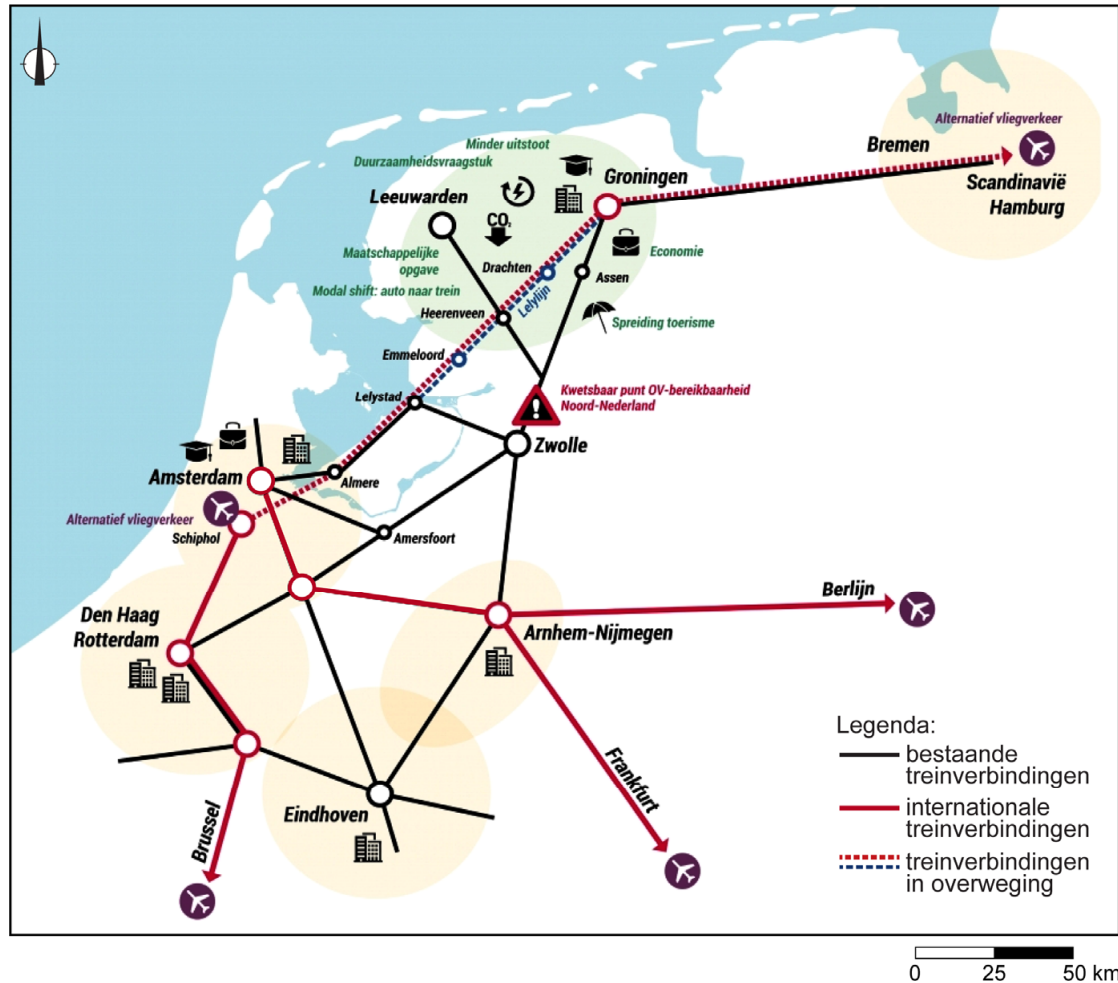 Alternatief vliegverkeer
Bremen
Scandinavië
Hamburg
Minder uitstoot
Duurzaamheidsvraagstuk
Groningen
Leeuwarden
CO₂
Maatschappelijke
opgave
Economie
Drachten
Assen
Modal shift: auto naar trein
Lelylijn
Heerenveen
Spreiding toerisme
Emmeloord
Kwetsbaar punt OV-bereikbaarheid
Noord-Nederland
Lelystad
Zwolle
Amsterdam
Almere
Alternatief vliegverkeer
Schiphol
Amersfoort
Berlijn
Den Haag
Rotterdam
Arnhem-Nijmegen
Frankfurt
Eindhoven
Brussel
Legenda:
bestaande
treinverbindingen
internationale
treinverbindingen
treinverbindingen
in overweging
0 25 50 km